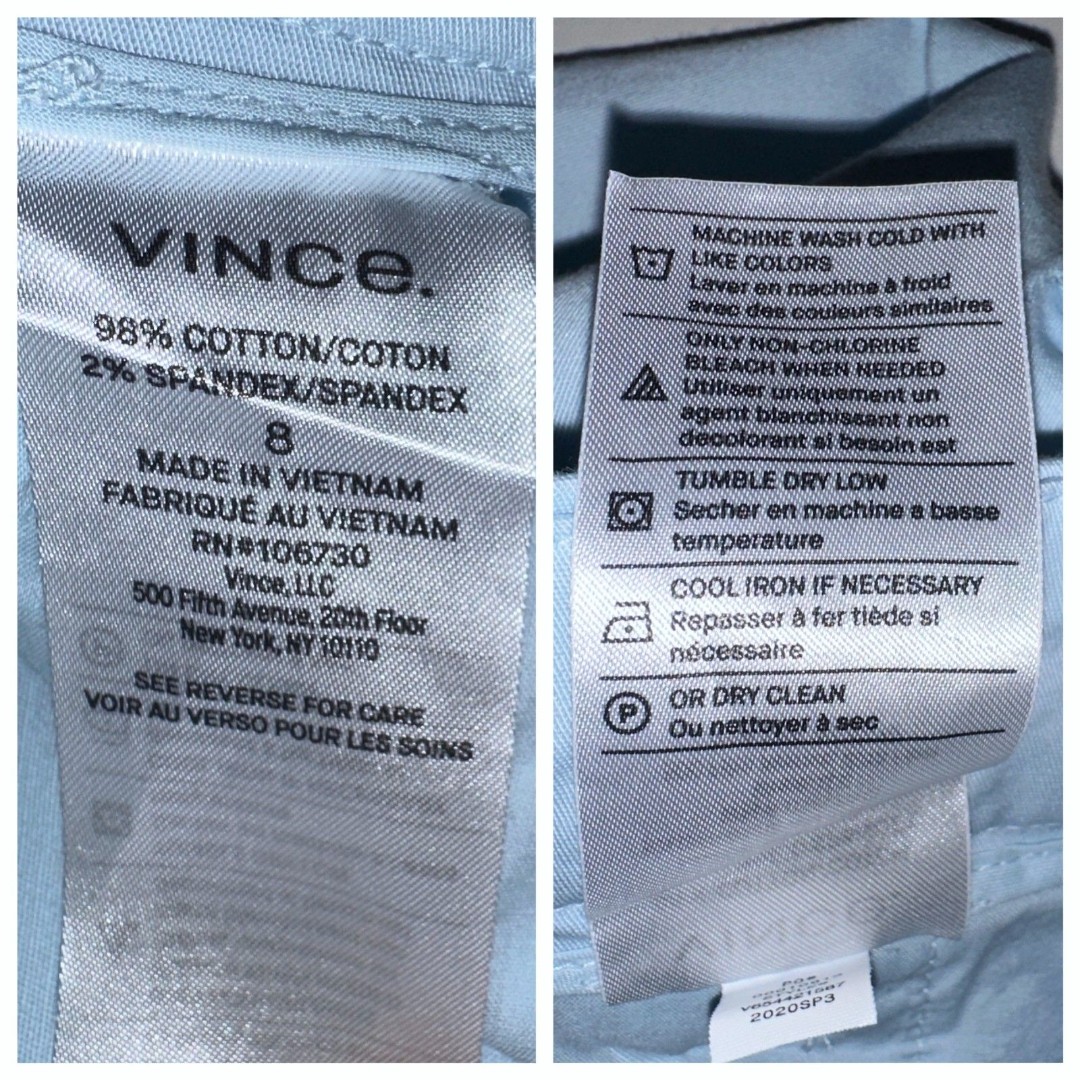 VINCe.
98% COTTON/COTON
2% SPANDEX/SPANDEX
8
MADE IN VIETNAM
FABRIQUÉ AU VIETNAM
RN#106730
Vince, LLC
500 Fifth Avenue, 20th Floor
New York, NY 10110
SEE REVERSE FOR CARE
VOIR AU VERSO POUR LES SOINS
MACHINE WASH COLD WITH
LIKE COLORS
Laver en machine à froid
avec des couleurs similaires
ONLY NON-CHLORINE
BLEACH WHEN NEEDED
Utiliser uniquement un
agent blanchissant non
decolorant si besoin est
TUMBLE DRY LOW
Secher en machine a basse
temperature
COOL IRON IF NECESSARY
Repasser à fer tiède si
nécessaire
P
OR DRY CLEAN
Ou nettoyer à sec
PO#
V654421587
2020SP3